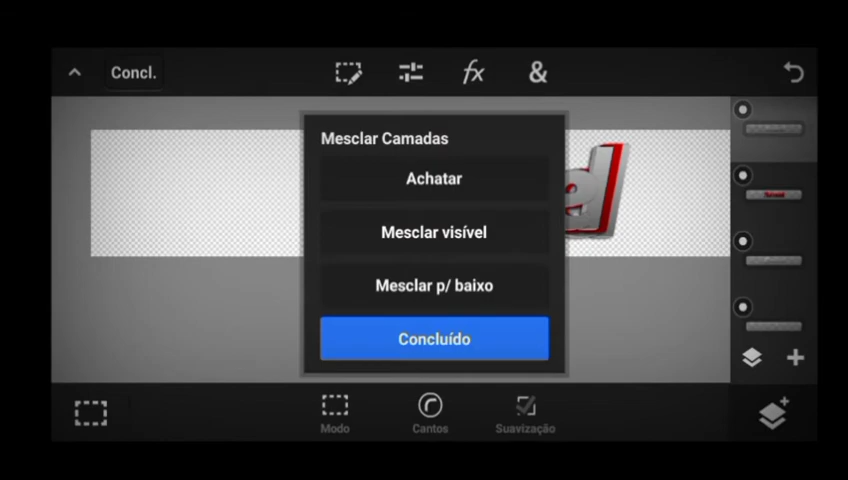 Concl.
fx
&
Mesclar Camadas
Achatar
Mesclar visível
Mesclar p/ baixo
Concluído
Modo
Cantos
Suavização